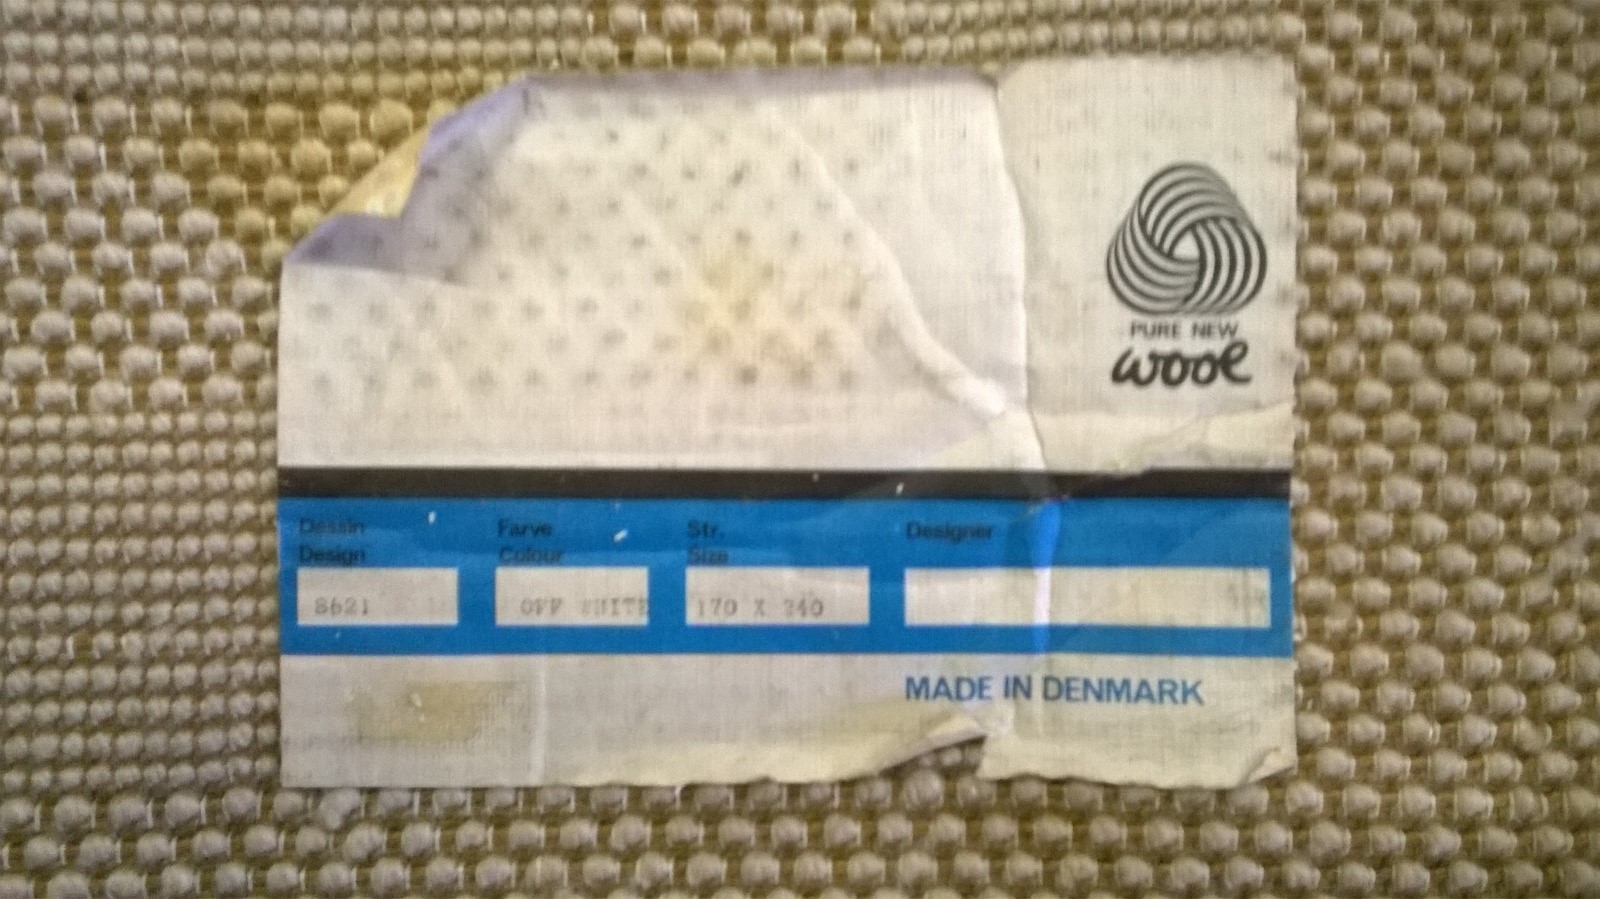 PURE NEW
wool
Dessin Farve Str. Designer
Design Colour Size
8621 OFF WHITE 170 X 240
MADE IN DENMARK